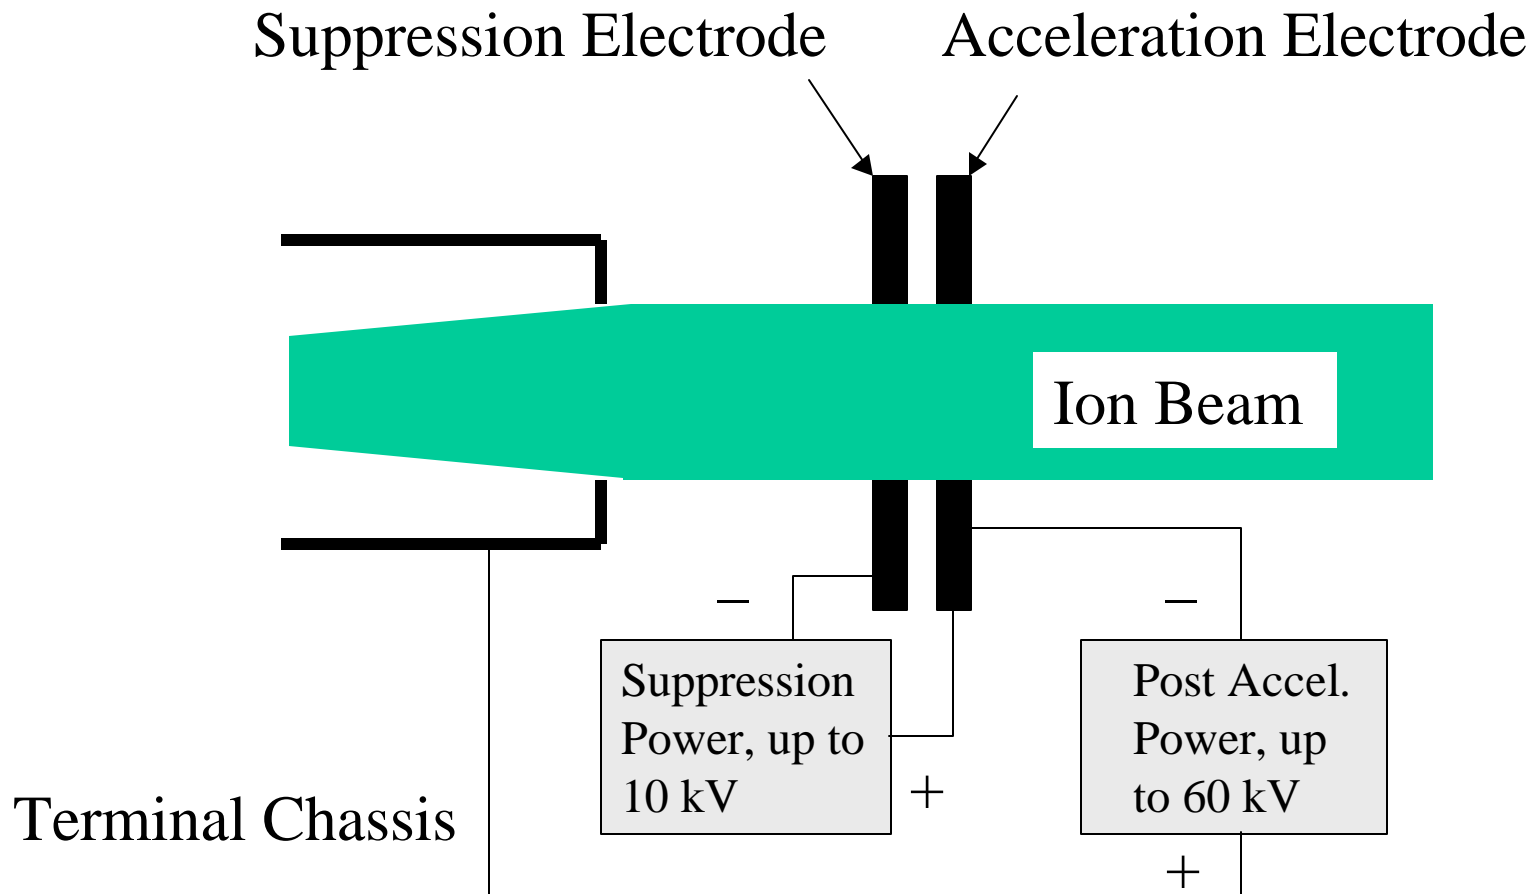 Suppression Electrode
Acceleration Electrode
Ion Beam
–
–
Suppression
Power, up to
10 kV
Post Accel.
Power, up
to 60 kV
+
Terminal Chassis
+